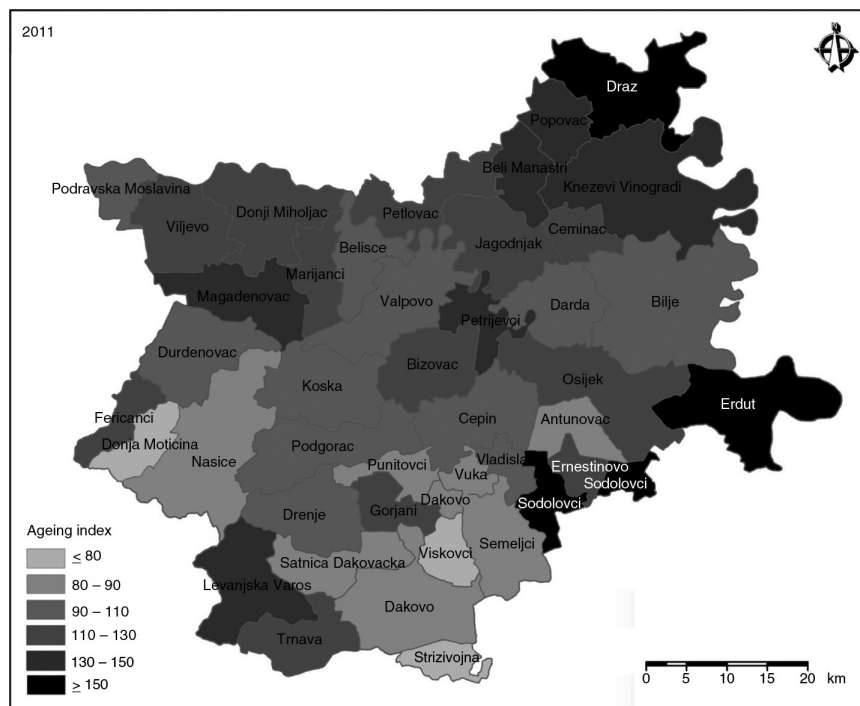 2011
Draz
Popovac
Beli Manastri
Knezevi Vinogradi
Podravska Moslavina
Donji Miholjac
Petlovac
Viljevo
Ceminac
Belisce
Jagodnjak
Marijanci
Magadenovac
Valpovo
Darda
Bilje
Petrijevci
Durdenovac
Bizovac
Osijek
Koska
Erdut
Fericanci
Cepin
Antunovac
Donja Moticina
Podgorac
Nasice
Punitovci
Vladisla
Vuka
Ernestinovo
Sodolovci
Dakovo
Sodolovci
Drenje
Gorjani
Semeljci
Viskovci
Satnica Dakovacka
Levanjska Varos
Dakovo
Trnava
Strizivojna
Ageing index
≤ 80
80 – 90
90 – 110
110 – 130
130 – 150
≥ 150
0 5 10 15 20
km